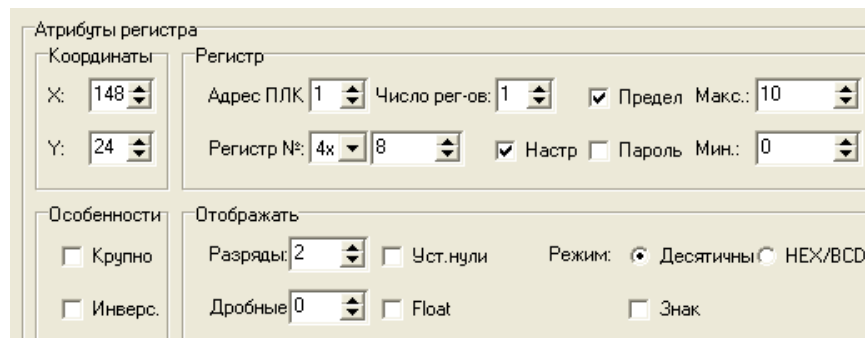 Атрибуты регистра
Координаты Регистр
X: 148 Адрес ПЛК 1 Число рег-ов: 1 Предел Макс.: 10
Y: 24 Регистр №: 4x 8 Настр Пароль Мин.: 0
Особенности Отображать
Крупно Разряды: 2 Уст.нули Режим: Десятичны HEX/BCD
Инверс. Дробные 0 Float Знак